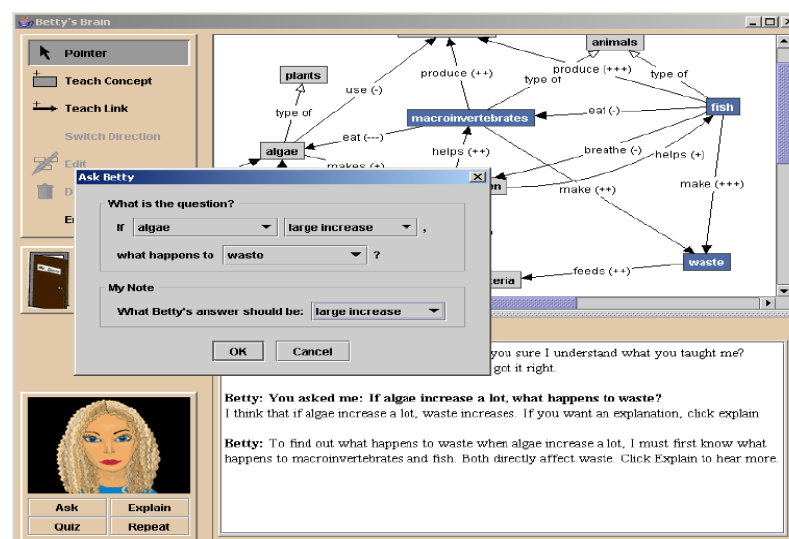 Betty's Brain
Pointer
Teach Concept
Teach Link
Switch Direction
Edit
animals
plants
use (-)
produce (++)
type of
produce (+++)
type of
type of
macroinvertebrates
eat (-)
fish
algae
eat (---)
helps (++)
breathe (-)
helps (+)
makes (+)
make (++)
make (+++)
waste
feeds (++)
Ask Betty
What is the question?
If algae large increase ,
what happens to waste ?
My Note
What Betty's answer should be: large increase
OK Cancel
you sure I understand what you taught me?
got it right.
Betty: You asked me: If algae increase a lot, what happens to waste?
I think that if algae increase a lot, waste increases. If you want an explanation, click explain
Betty: To find out what happens to waste when algae increase a lot, I must first know what
happens to macroinvertebrates and fish. Both directly affect waste. Click Explain to hear more.
Ask Explain
Quiz Repeat